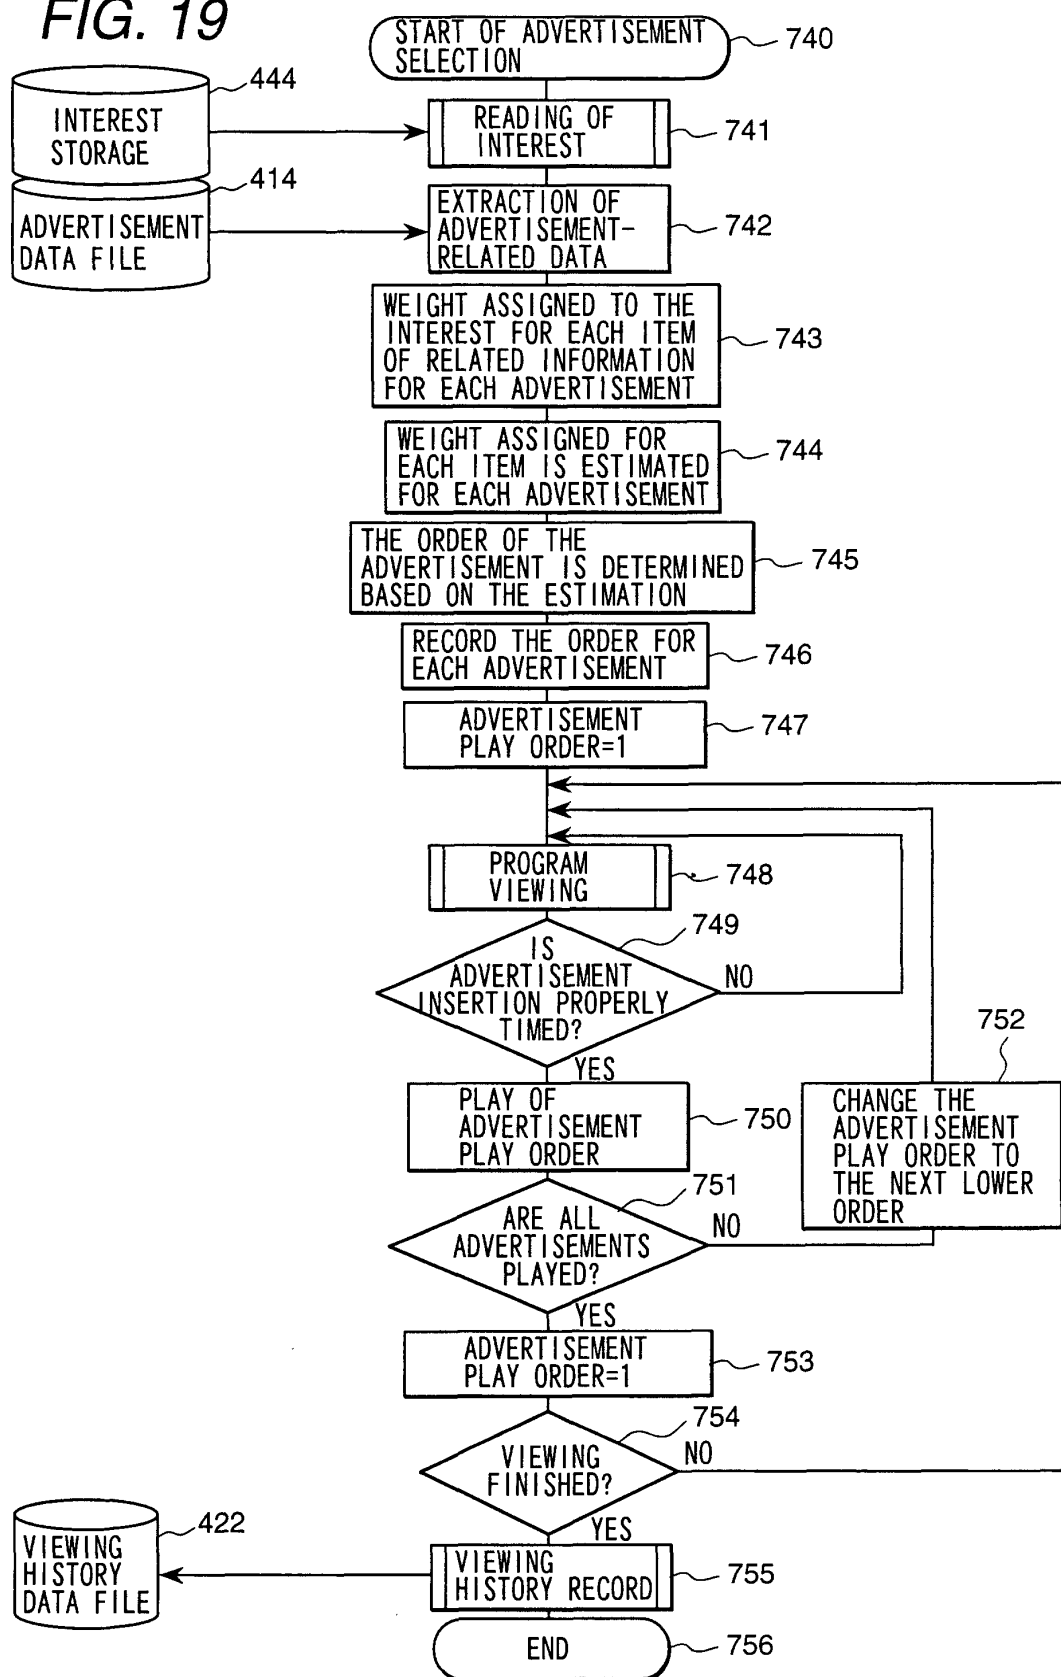 FIG. 19
START OF ADVERTISEMENT
SELECTION
740
444
INTEREST
STORAGE
READING OF
INTEREST
741
414
ADVERTISEMENT
DATA FILE
EXTRACTION OF
ADVERTISEMENT-
RELATED DATA
742
WEIGHT ASSIGNED TO THE
INTEREST FOR EACH ITEM
OF RELATED INFORMATION
FOR EACH ADVERTISEMENT
743
WEIGHT ASSIGNED FOR
EACH ITEM IS ESTIMATED
FOR EACH ADVERTISEMENT
744
THE ORDER OF THE
ADVERTISEMENT IS DETERMINED
BASED ON THE ESTIMATION
745
RECORD THE ORDER FOR
EACH ADVERTISEMENT
746
ADVERTISEMENT
PLAY ORDER=1
747
PROGRAM
VIEWING
748
749
IS
ADVERTISEMENT
INSERTION PROPERLY
TIMED?
NO
YES
752
CHANGE THE
ADVERTISEMENT
PLAY ORDER TO
THE NEXT LOWER
ORDER
PLAY OF
ADVERTISEMENT
PLAY ORDER
750
751
ARE ALL
ADVERTISEMENTS
PLAYED?
NO
YES
ADVERTISEMENT
PLAY ORDER=1
753
754
VIEWING
FINISHED?
NO
YES
422
VIEWING
HISTORY
DATA FILE
VIEWING
HISTORY RECORD
755
END
756